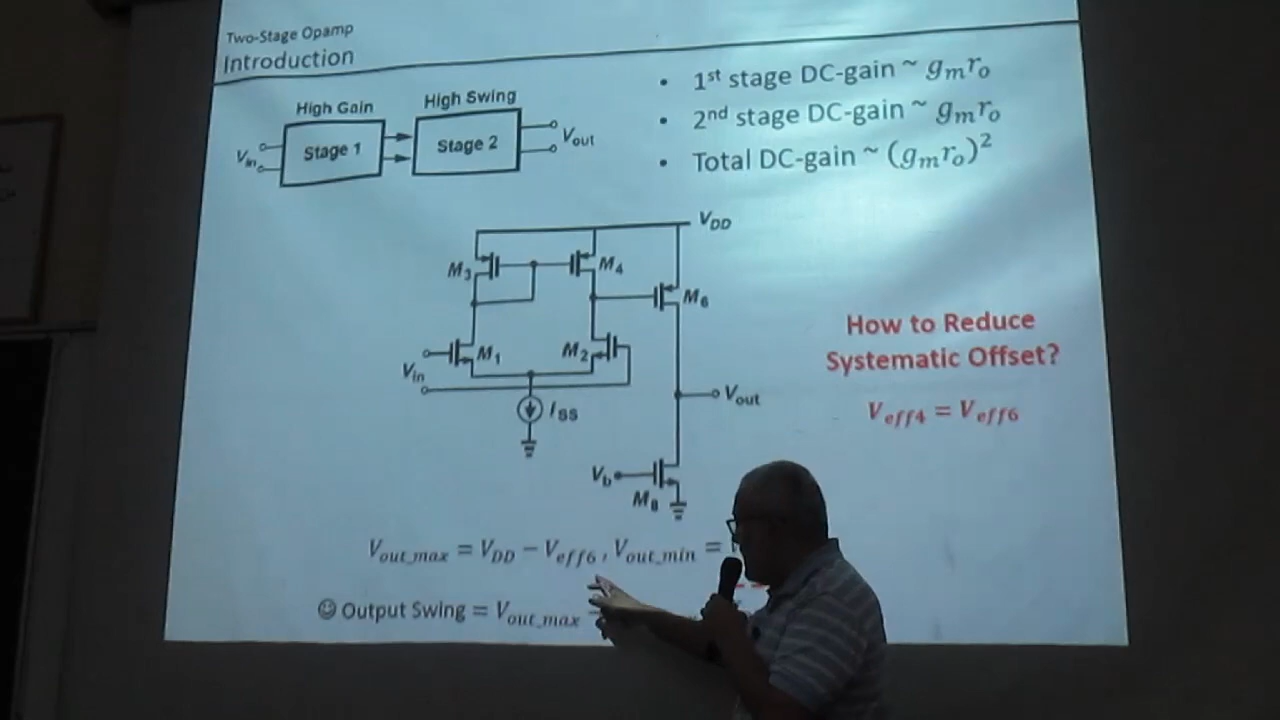 Two-Stage Opamp
Introduction
High Gain
High Swing
Vin
Stage 1
Stage 2
Vout
• 1st stage DC-gain ~ gmro
• 2nd stage DC-gain ~ gmro
• Total DC-gain ~ (gmro)²
VDD
M3
M4
M6
M1
M2
Vin
ISS
Vout
Vb
M8
How to Reduce
Systematic Offset?
Veff4 = Veff6
Vout_max = VDD − Veff6, Vout_min =
☺ Output Swing = Vout_max